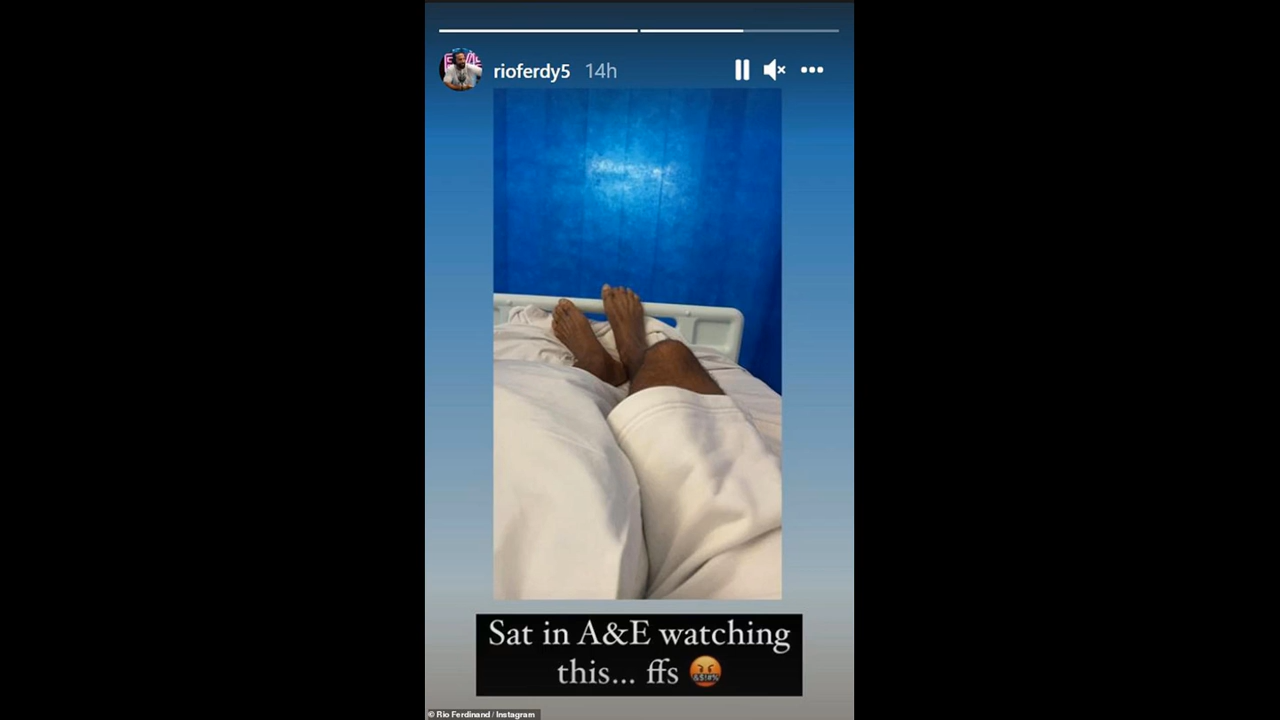 rioferdy5 14h
Sat in A&E watching
this... ffs
© Rio Ferdinand / Instagram